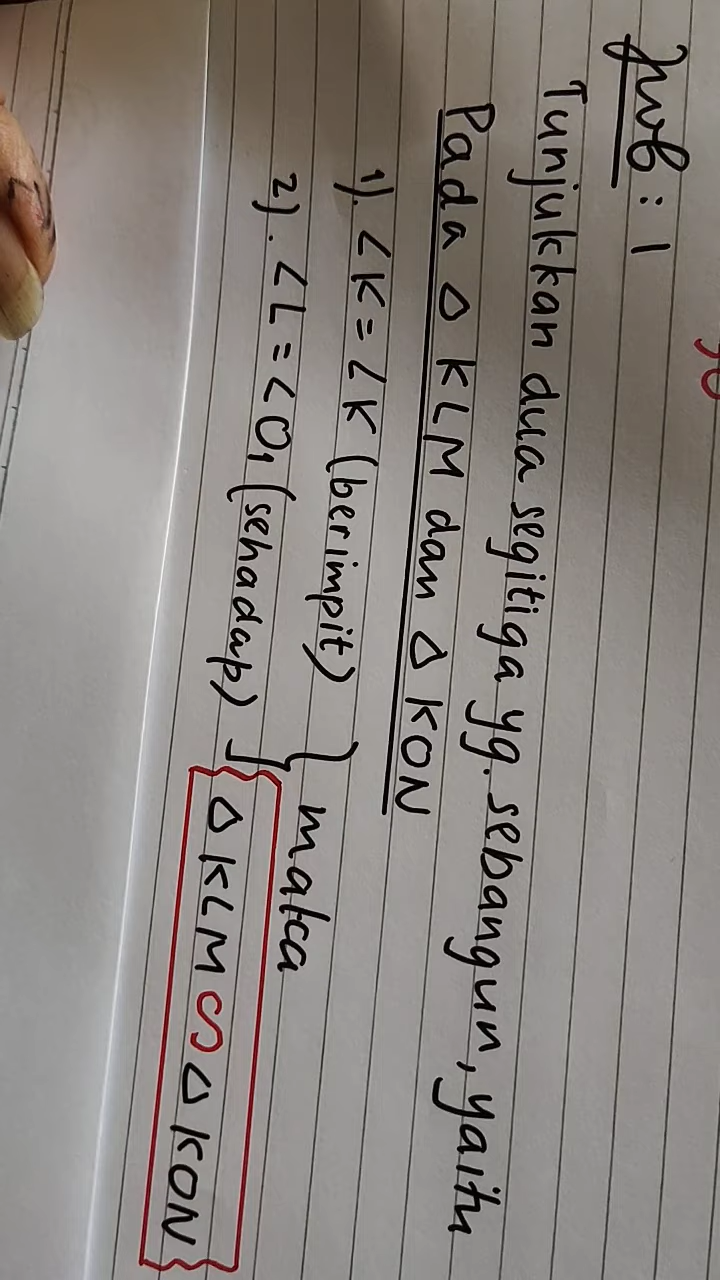 Jwb : 1
Tunjukkan dua segitiga yg. sebangun, yaitu
Pada △ KLM dan △ KON
1). ∠K = ∠K (berimpit)
2). ∠L = ∠O₁ (sehadap)
} maka
△ KLM ∽ △ KON